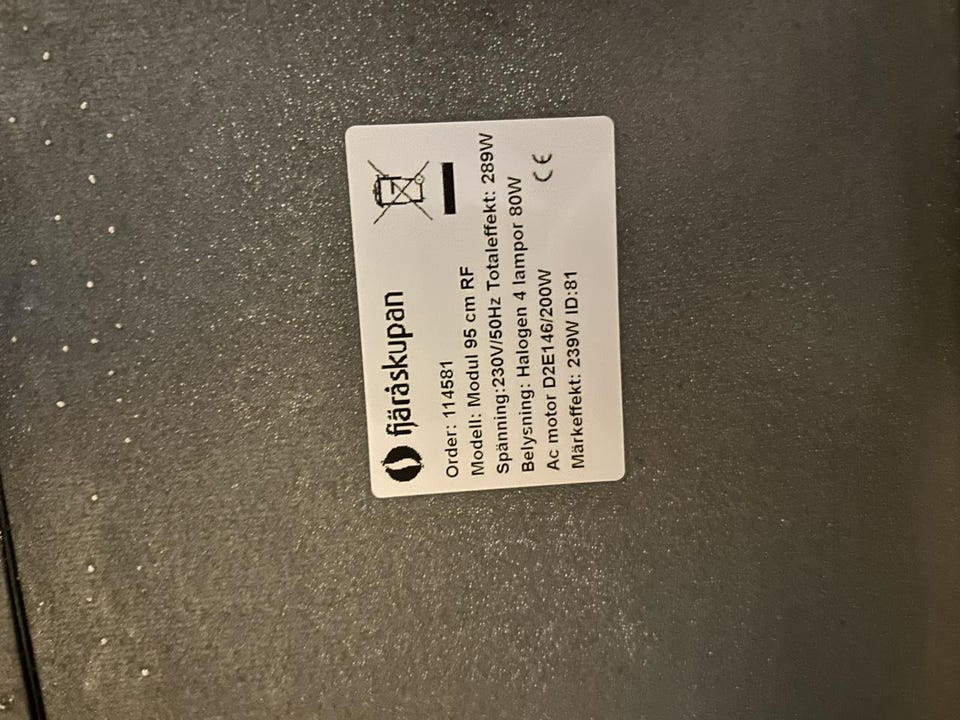 fjäråskupan
Order: 114581
Modell: Modul 95 cm RF
Spänning:230V/50Hz Totaleffekt: 289W
Belysning: Halogen 4 lampor 80W
Ac motor D2E146/200W
Märkeffekt: 239W ID:81
CE